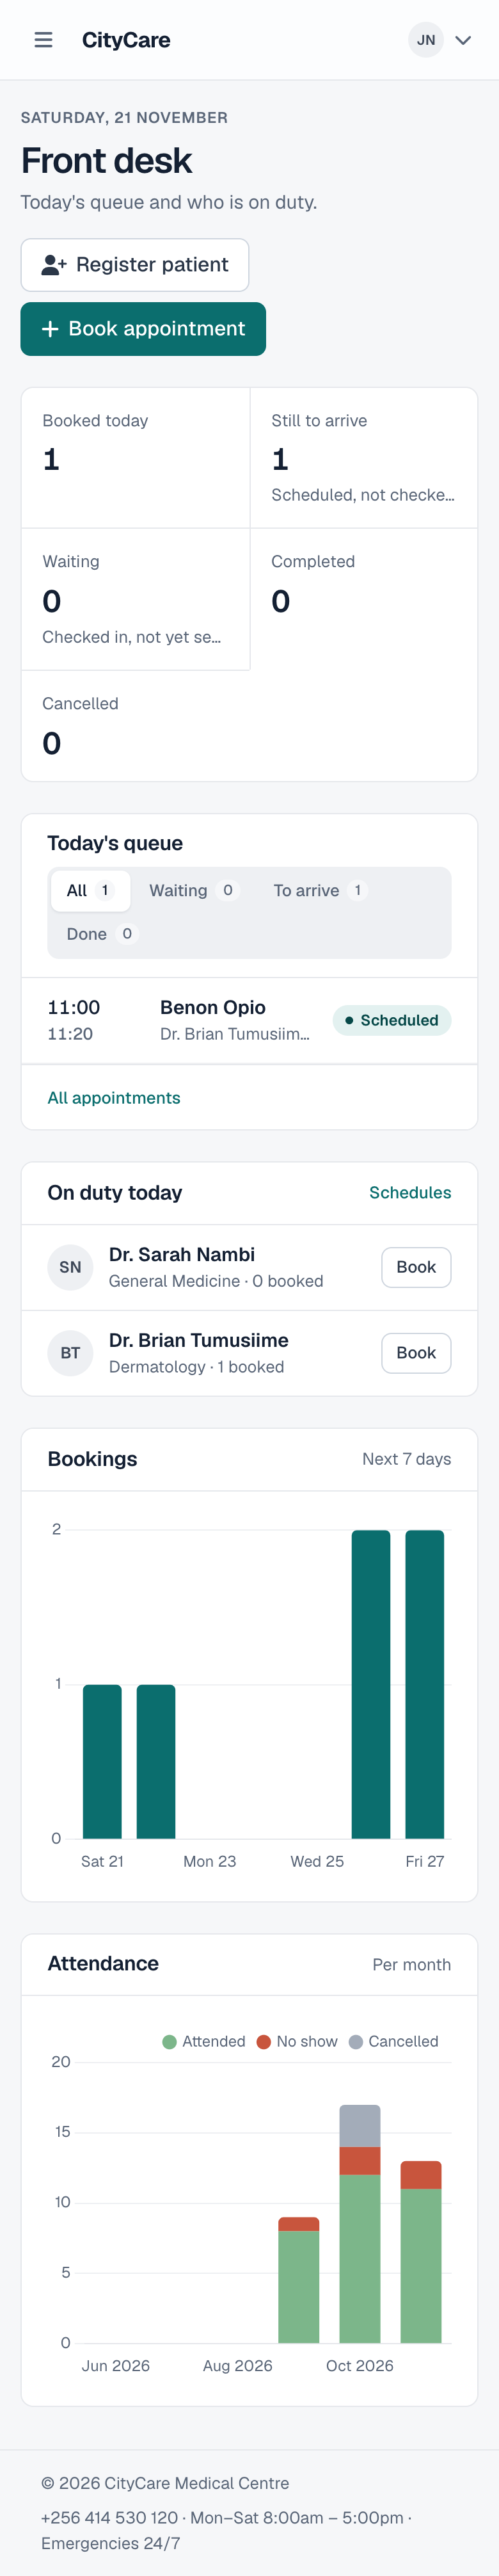 CityCare
JN
SATURDAY, 21 NOVEMBER
Front desk
Today's queue and who is on duty.
Register patient
Book appointment
Booked today
1
Still to arrive
1
Scheduled, not checke...
Waiting
0
Checked in, not yet se...
Completed
0
Cancelled
0
Today's queue
All 1 Waiting 0 To arrive 1
Done 0
11:00 Benon Opio Scheduled
11:20 Dr. Brian Tumusiim...
All appointments
On duty today Schedules
SN Dr. Sarah Nambi Book
General Medicine · 0 booked
BT Dr. Brian Tumusiime Book
Dermatology · 1 booked
Bookings Next 7 days
2
1
0
Sat 21 Mon 23 Wed 25 Fri 27
Attendance Per month
Attended No show Cancelled
20
15
10
5
0
Jun 2026 Aug 2026 Oct 2026
© 2026 CityCare Medical Centre
+256 414 530 120 · Mon–Sat 8:00am – 5:00pm ·
Emergencies 24/7